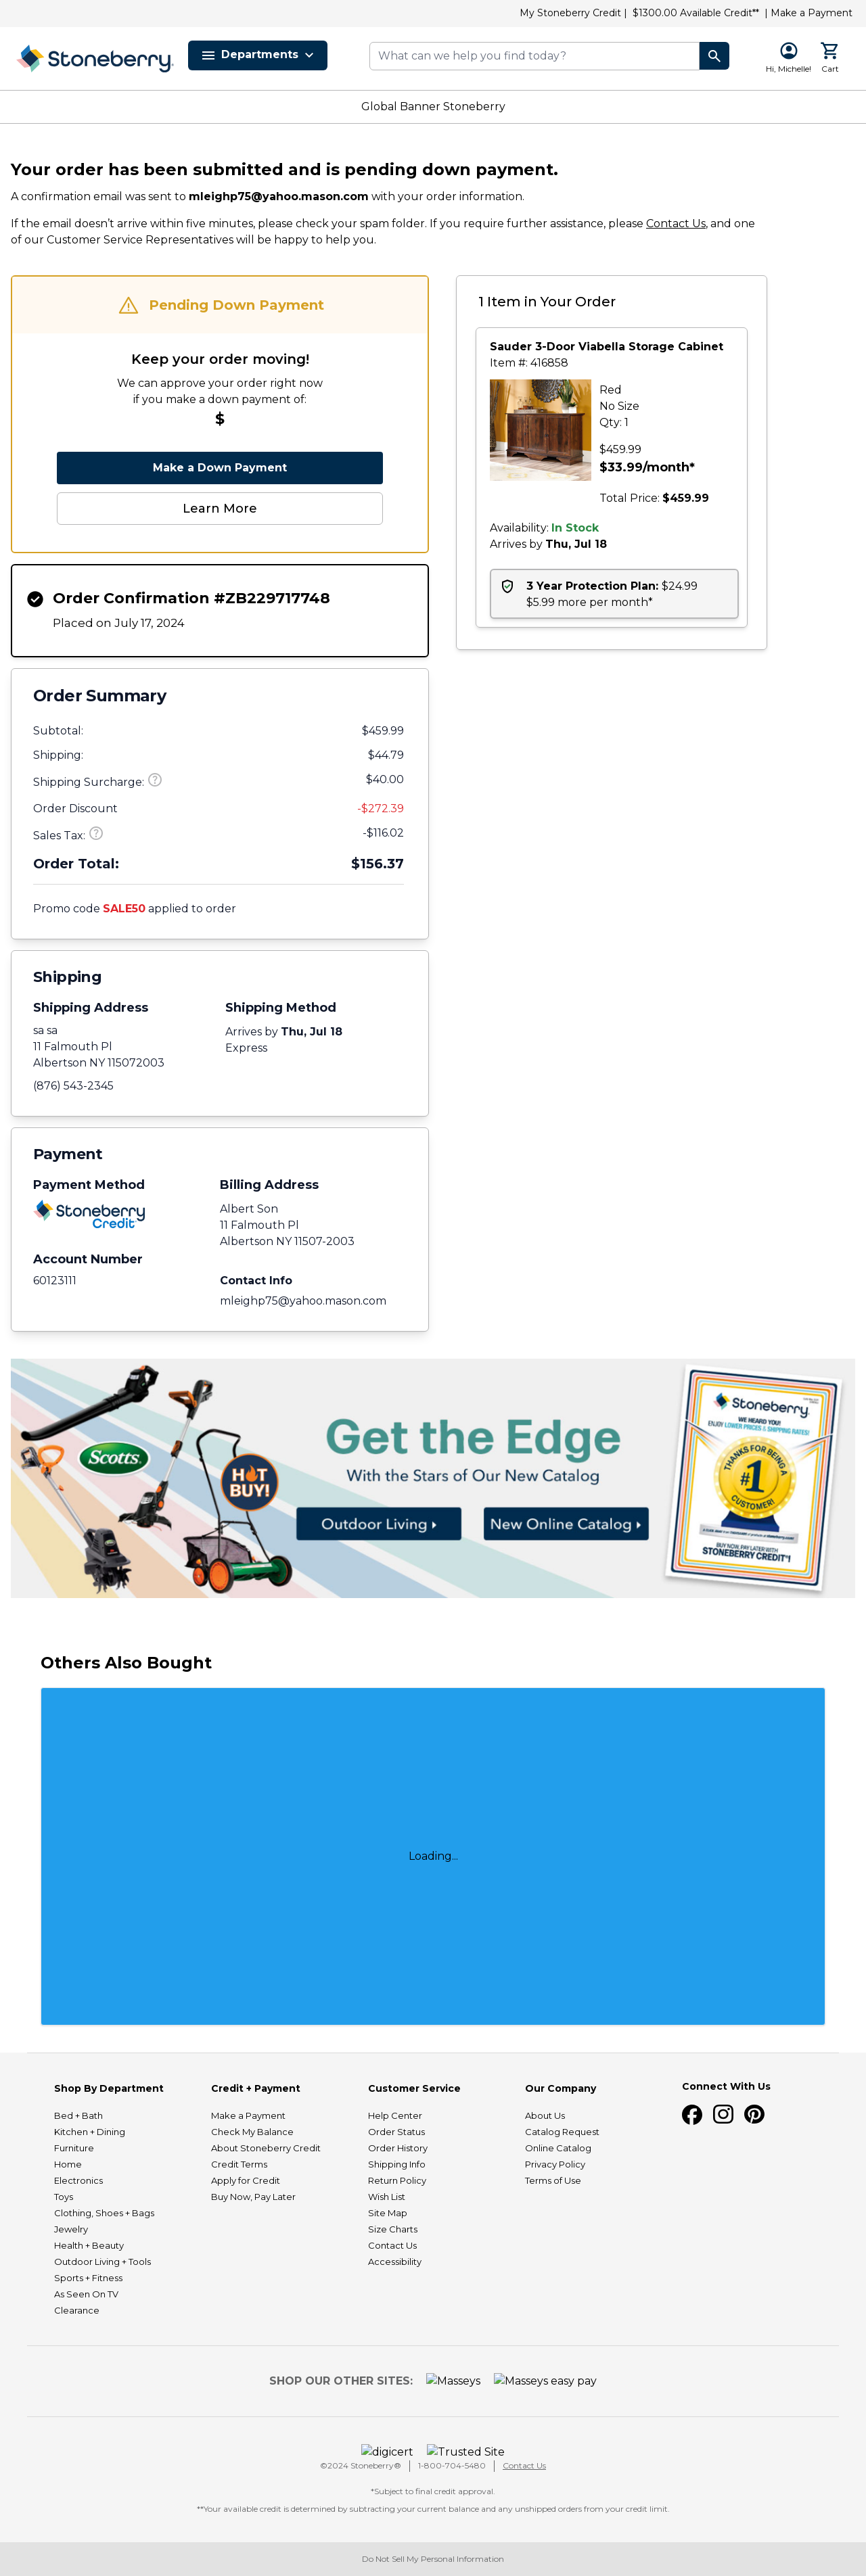 My Stoneberry Credit | $1300.00 Available Credit** | Make a Payment
Stoneberry.
Departments
What can we help you find today?
Hi, Michelle!
Cart
Global Banner Stoneberry
Your order has been submitted and is pending down payment.
A confirmation email was sent to mleighp75@yahoo.mason.com with your order information.
If the email doesn’t arrive within five minutes, please check your spam folder. If you require further assistance, please Contact Us, and one
of our Customer Service Representatives will be happy to help you.
Pending Down Payment
Keep your order moving!
We can approve your order right now
if you make a down payment of:
$
Make a Down Payment
Learn More
Order Confirmation #ZB229717748
Placed on July 17, 2024
Order Summary
Subtotal: $459.99
Shipping: $44.79
Shipping Surcharge: ? $40.00
Order Discount -$272.39
Sales Tax: ? -$116.02
Order Total: $156.37
Promo code SALE50 applied to order
Shipping
Shipping Address
sa sa
11 Falmouth Pl
Albertson NY 115072003
(876) 543-2345
Shipping Method
Arrives by Thu, Jul 18
Express
Payment
Payment Method
Stoneberry
Credit
Account Number
60123111
Billing Address
Albert Son
11 Falmouth Pl
Albertson NY 11507-2003
Contact Info
mleighp75@yahoo.mason.com
1 Item in Your Order
Sauder 3-Door Viabella Storage Cabinet
Item #: 416858
Red
No Size
Qty: 1
$459.99
$33.99/month*
Total Price: $459.99
Availability: In Stock
Arrives by Thu, Jul 18
3 Year Protection Plan: $24.99
$5.99 more per month*
Scotts.
HOT
BUY!
Get the Edge
With the Stars of Our New Catalog
Outdoor Living
New Online Catalog
Stoneberry.
WE HEARD YOU!
ENJOY LOWER PRICES & SHIPPING RATES!
THANKS FOR BEING A
#1
CUSTOMER!
BUY NOW, PAY LATER WITH
STONEBERRY CREDIT*!
Others Also Bought
Loading...
Shop By Department
Bed + Bath
Kitchen + Dining
Furniture
Home
Electronics
Toys
Clothing, Shoes + Bags
Jewelry
Health + Beauty
Outdoor Living + Tools
Sports + Fitness
As Seen On TV
Clearance
Credit + Payment
Make a Payment
Check My Balance
About Stoneberry Credit
Credit Terms
Apply for Credit
Buy Now, Pay Later
Customer Service
Help Center
Order Status
Order History
Shipping Info
Return Policy
Wish List
Site Map
Size Charts
Contact Us
Accessibility
Our Company
About Us
Catalog Request
Online Catalog
Privacy Policy
Terms of Use
Connect With Us
SHOP OUR OTHER SITES: Masseys Masseys easy pay
digicert Trusted Site
©2024 Stoneberry® | 1-800-704-5480 | Contact Us
*Subject to final credit approval.
**Your available credit is determined by subtracting your current balance and any unshipped orders from your credit limit.
Do Not Sell My Personal Information